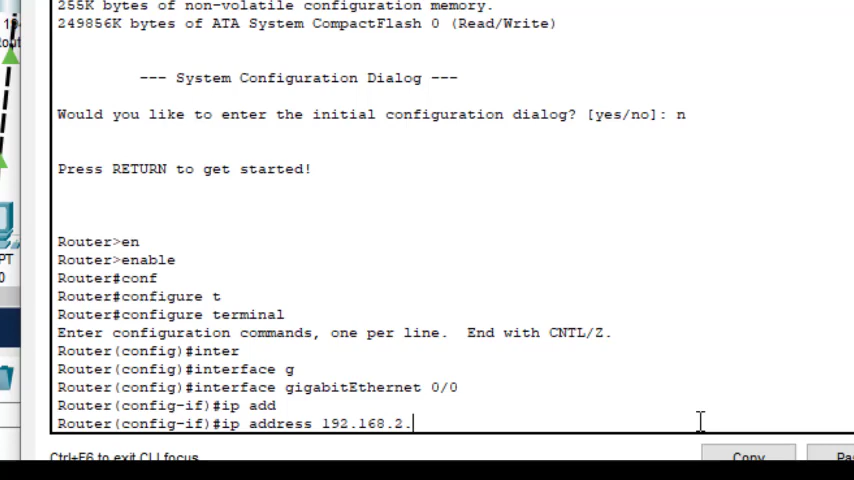 255K bytes of non-volatile configuration memory.
249856K bytes of ATA System CompactFlash 0 (Read/Write)
--- System Configuration Dialog ---
Would you like to enter the initial configuration dialog? [yes/no]: n
Press RETURN to get started!
Router>en
Router>enable
Router#conf
Router#configure t
Router#configure terminal
Enter configuration commands, one per line.  End with CNTL/Z.
Router(config)#inter
Router(config)#interface g
Router(config)#interface gigabitEthernet 0/0
Router(config-if)#ip add
Router(config-if)#ip address 192.168.2.
PT
0
Ctrl+F6 to exit CLI focus
Copy